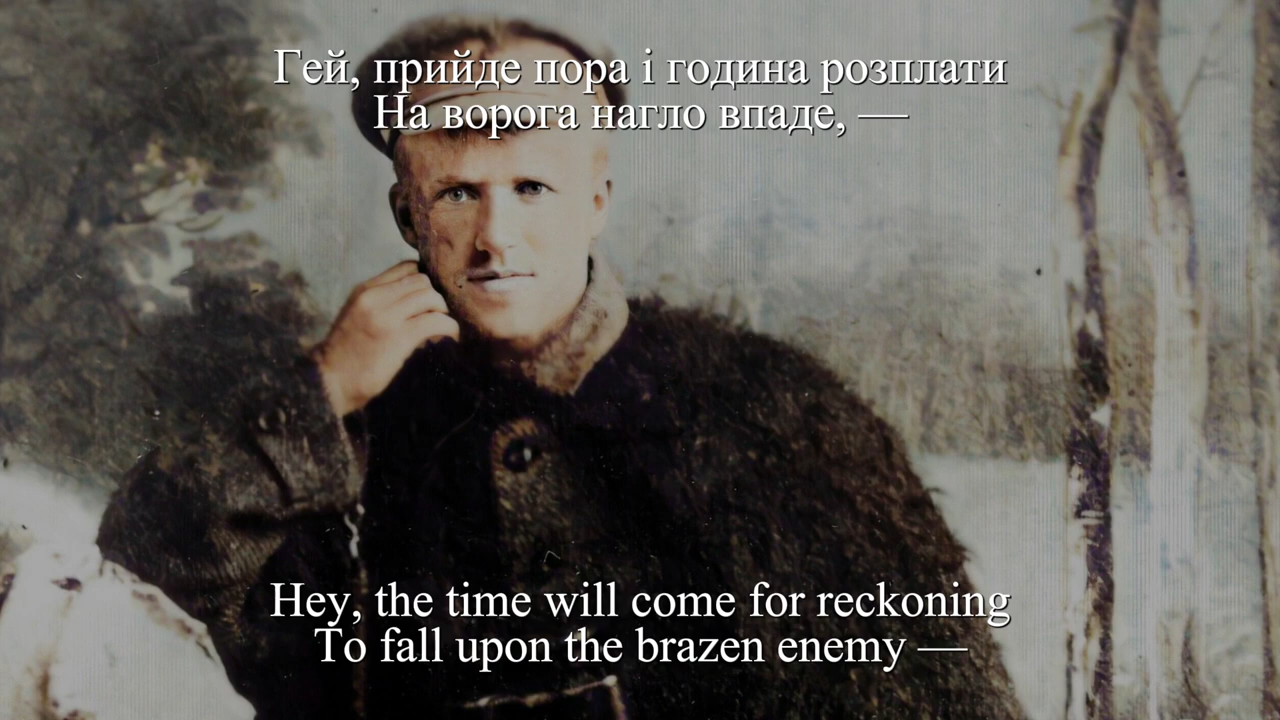 Гей, прийде пора і година розплати
На ворога нагло впаде, —
Hey, the time will come for reckoning
To fall upon the brazen enemy —